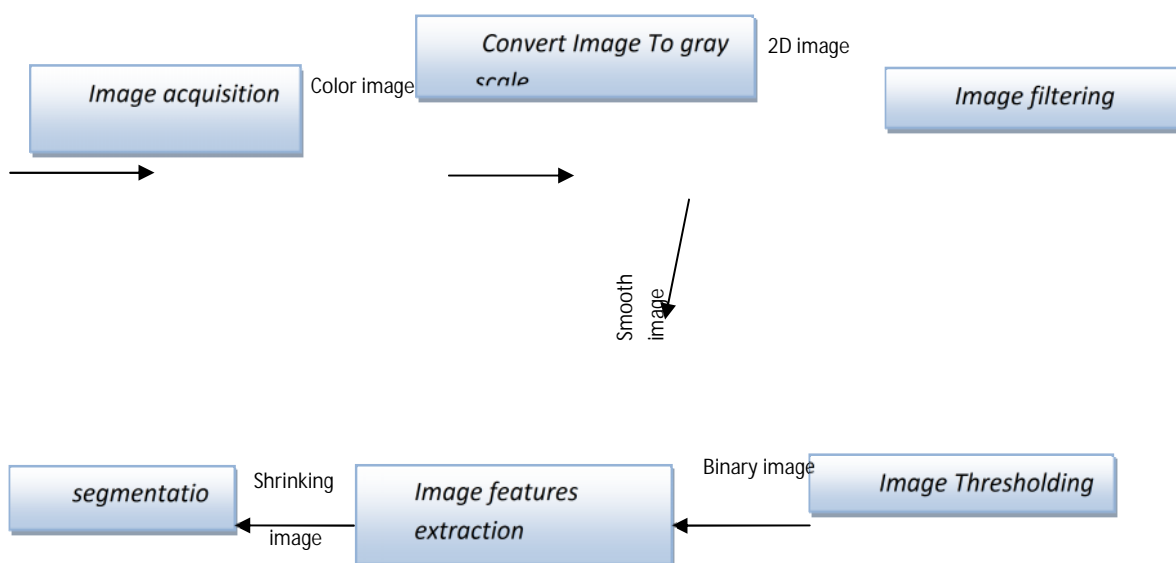 Image acquisition
Color image
Convert Image To gray
scale
2D image
Image filtering
Smooth
image
Image Thresholding
Binary image
Image features
extraction
Shrinking
image
segmentatio